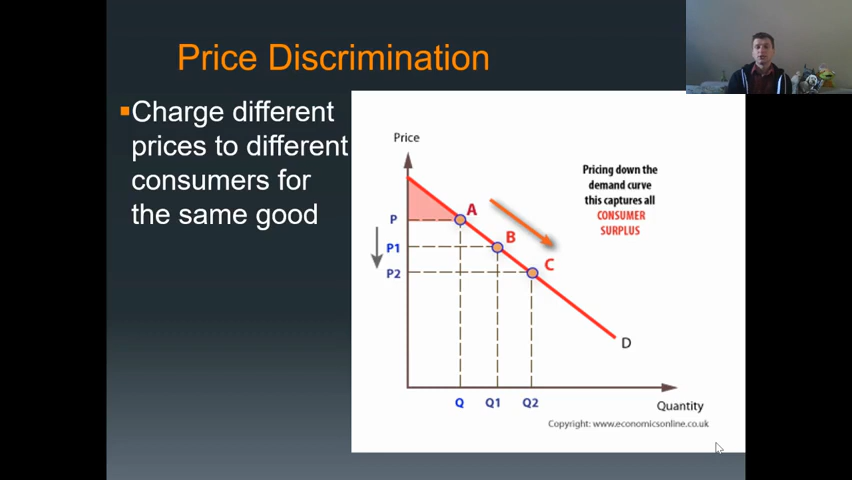 Price Discrimination
▪Charge different
prices to different
consumers for
the same good
Price
Pricing down the
demand curve
this captures all
CONSUMER
SURPLUS
A
P
B
P1
C
P2
D
Q
Q1
Q2
Quantity
Copyright: www.economicsonline.co.uk